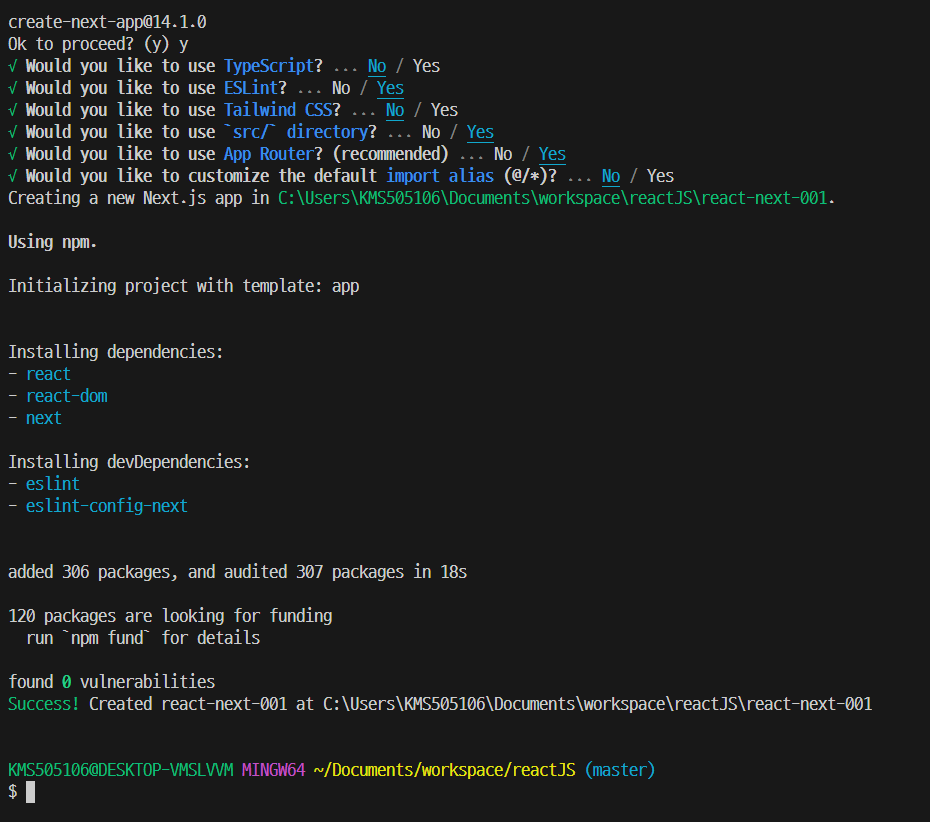 create-next-app@14.1.0
Ok to proceed? (y) y
√ Would you like to use TypeScript? ... No / Yes
√ Would you like to use ESLint? ... No / Yes
√ Would you like to use Tailwind CSS? ... No / Yes
√ Would you like to use `src/` directory? ... No / Yes
√ Would you like to use App Router? (recommended) ... No / Yes
√ Would you like to customize the default import alias (@/*)? ... No / Yes
Creating a new Next.js app in C:\Users\KMS505106\Documents\workspace\reactJS\react-next-001.
Using npm.
Initializing project with template: app
Installing dependencies:
- react
- react-dom
- next
Installing devDependencies:
- eslint
- eslint-config-next
added 306 packages, and audited 307 packages in 18s
120 packages are looking for funding
  run `npm fund` for details
found 0 vulnerabilities
Success! Created react-next-001 at C:\Users\KMS505106\Documents\workspace\reactJS\react-next-001
KMS505106@DESKTOP-VMSLVVM MINGW64 ~/Documents/workspace/reactJS (master)
$